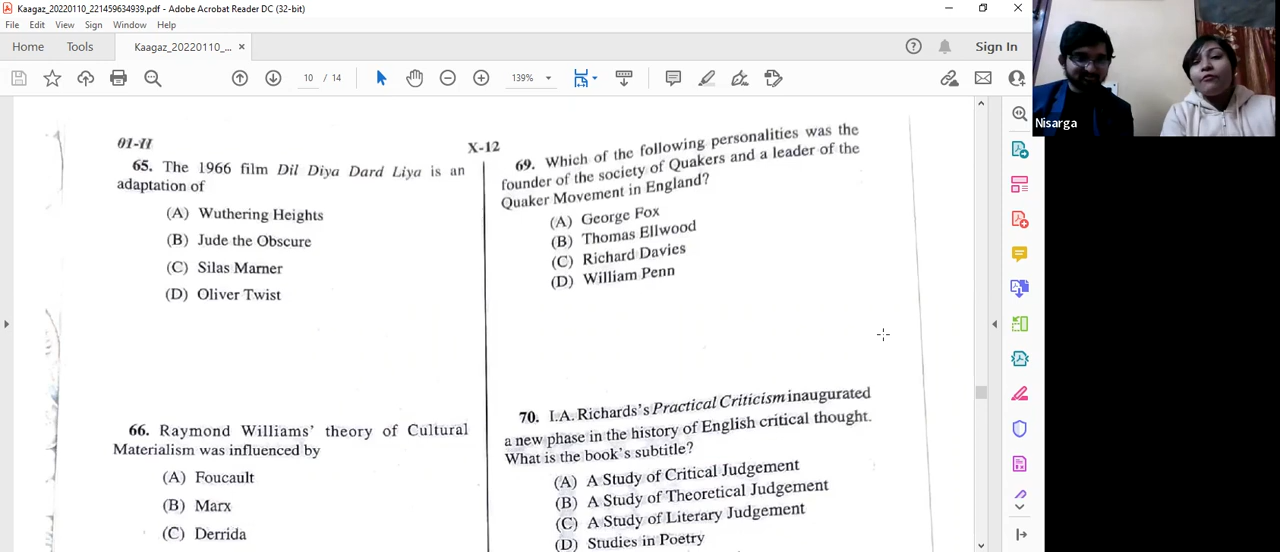 Kaagaz_20220110_221459634939.pdf - Adobe Acrobat Reader DC (32-bit)
File Edit View Sign Window Help
Home Tools Kaagaz_20220110_... × Sign In
10 / 14 139%
01-II
X-12
65. The 1966 film Dil Diya Dard Liya is an
adaptation of
(A) Wuthering Heights
(B) Jude the Obscure
(C) Silas Marner
(D) Oliver Twist
66. Raymond Williams' theory of Cultural
Materialism was influenced by
(A) Foucault
(B) Marx
(C) Derrida
69. Which of the following personalities was the
founder of the society of Quakers and a leader of the
Quaker Movement in England?
(A) George Fox
(B) Thomas Ellwood
(C) Richard Davies
(D) William Penn
70. I.A. Richards's Practical Criticism inaugurated
a new phase in the history of English critical thought.
What is the book's subtitle?
(A) A Study of Critical Judgement
(B) A Study of Theoretical Judgement
(C) A Study of Literary Judgement
(D) Studies in Poetry
Nisarga